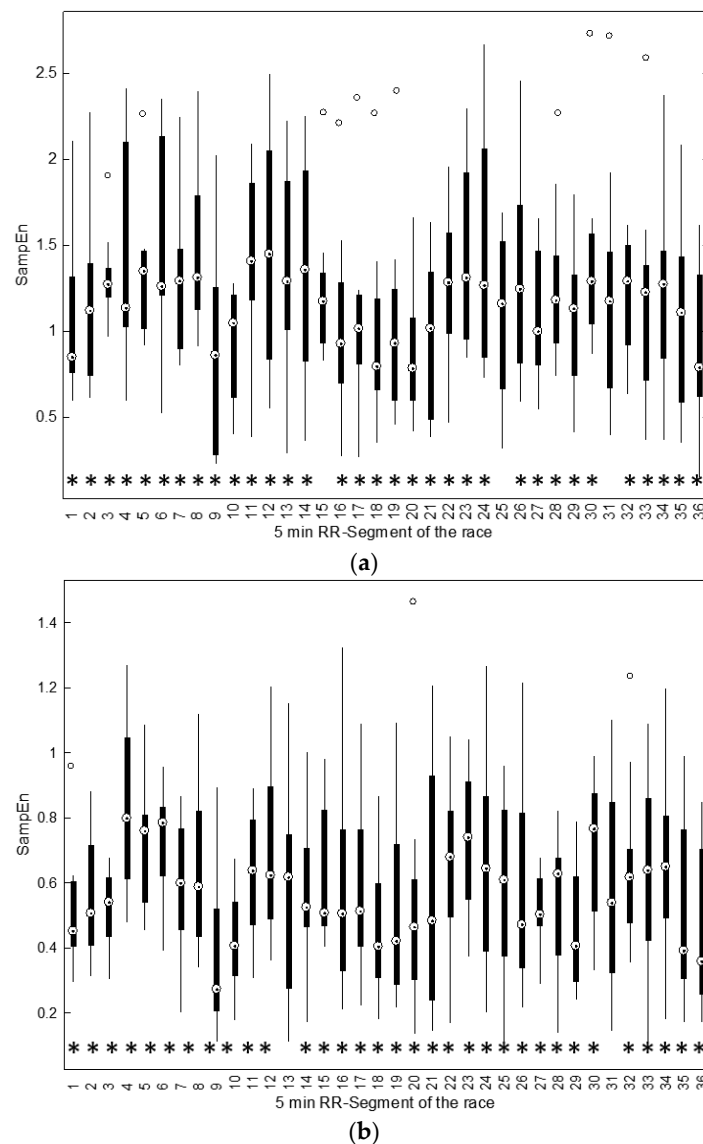 2.5
2
1.5
1
0.5
SampEn
* * * * * * * * * * * * * * * * * * * * * * * * * * * * * * * * *
1 2 3 4 5 6 7 8 9 10 11 12 13 14 15 16 17 18 19 20 21 22 23 24 25 26 27 28 29 30 31 32 33 34 35 36
5 min RR-Segment of the race
(a)
1.4
1.2
1
0.8
0.6
0.4
0.2
SampEn
* * * * * * * * * * * * * * * * * * * * * * * * * * * * * * * * * *
1 2 3 4 5 6 7 8 9 10 11 12 13 14 15 16 17 18 19 20 21 22 23 24 25 26 27 28 29 30 31 32 33 34 35 36
5 min RR-Segment of the race
(b)